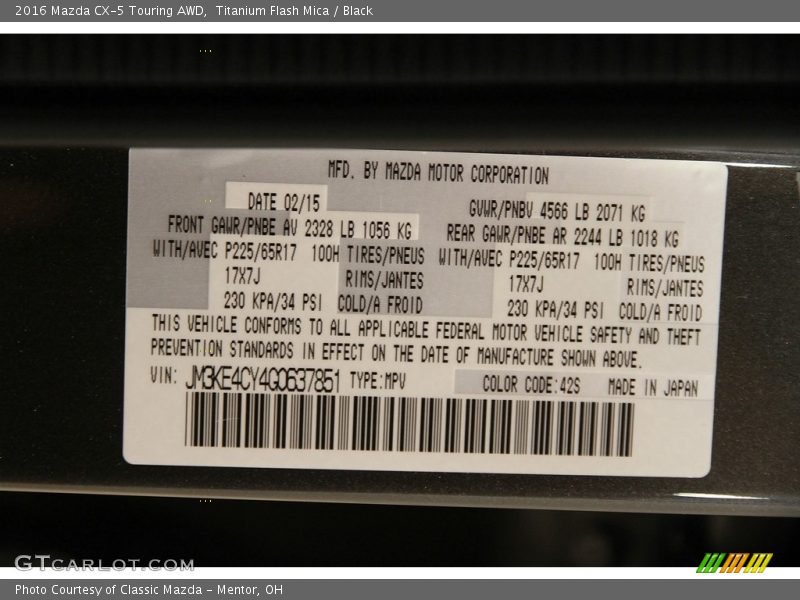 2016 Mazda CX-5 Touring AWD,  Titanium Flash Mica / Black
MFD. BY MAZDA MOTOR CORPORATION
DATE 02/15 GVWR/PNBV 4566 LB 2071 KG
FRONT GAWR/PNBE AV 2328 LB 1056 KG REAR GAWR/PNBE AR 2244 LB 1018 KG
WITH/AVEC P225/65R17 100H TIRES/PNEUS WITH/AVEC P225/65R17 100H TIRES/PNEUS
17X7J RIMS/JANTES 17X7J RIMS/JANTES
230 KPA/34 PSI COLD/A FROID 230 KPA/34 PSI COLD/A FROID
THIS VEHICLE CONFORMS TO ALL APPLICABLE FEDERAL MOTOR VEHICLE SAFETY AND THEFT
PREVENTION STANDARDS IN EFFECT ON THE DATE OF MANUFACTURE SHOWN ABOVE.
VIN: JM3KE4CY4G0637851 TYPE:MPV COLOR CODE:42S MADE IN JAPAN
GTCARLOT.COM
Photo Courtesy of Classic Mazda - Mentor, OH